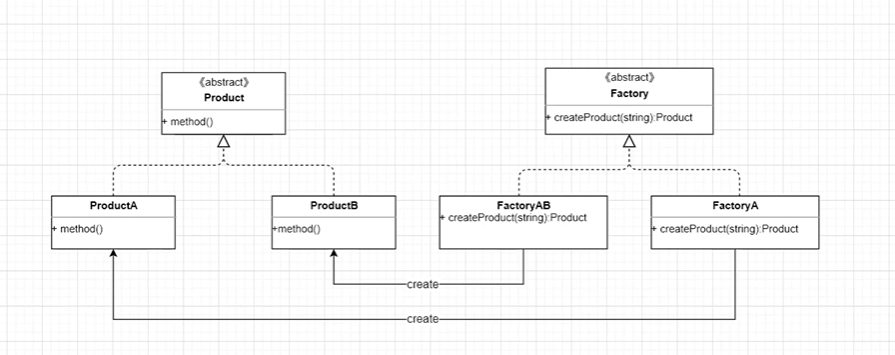 《abstract》
Product
+ method()
《abstract》
Factory
+ createProduct(string):Product
ProductA
+ method()
ProductB
+method()
FactoryAB
+ createProduct(string):Product
FactoryA
+ createProduct(string):Product
create
create